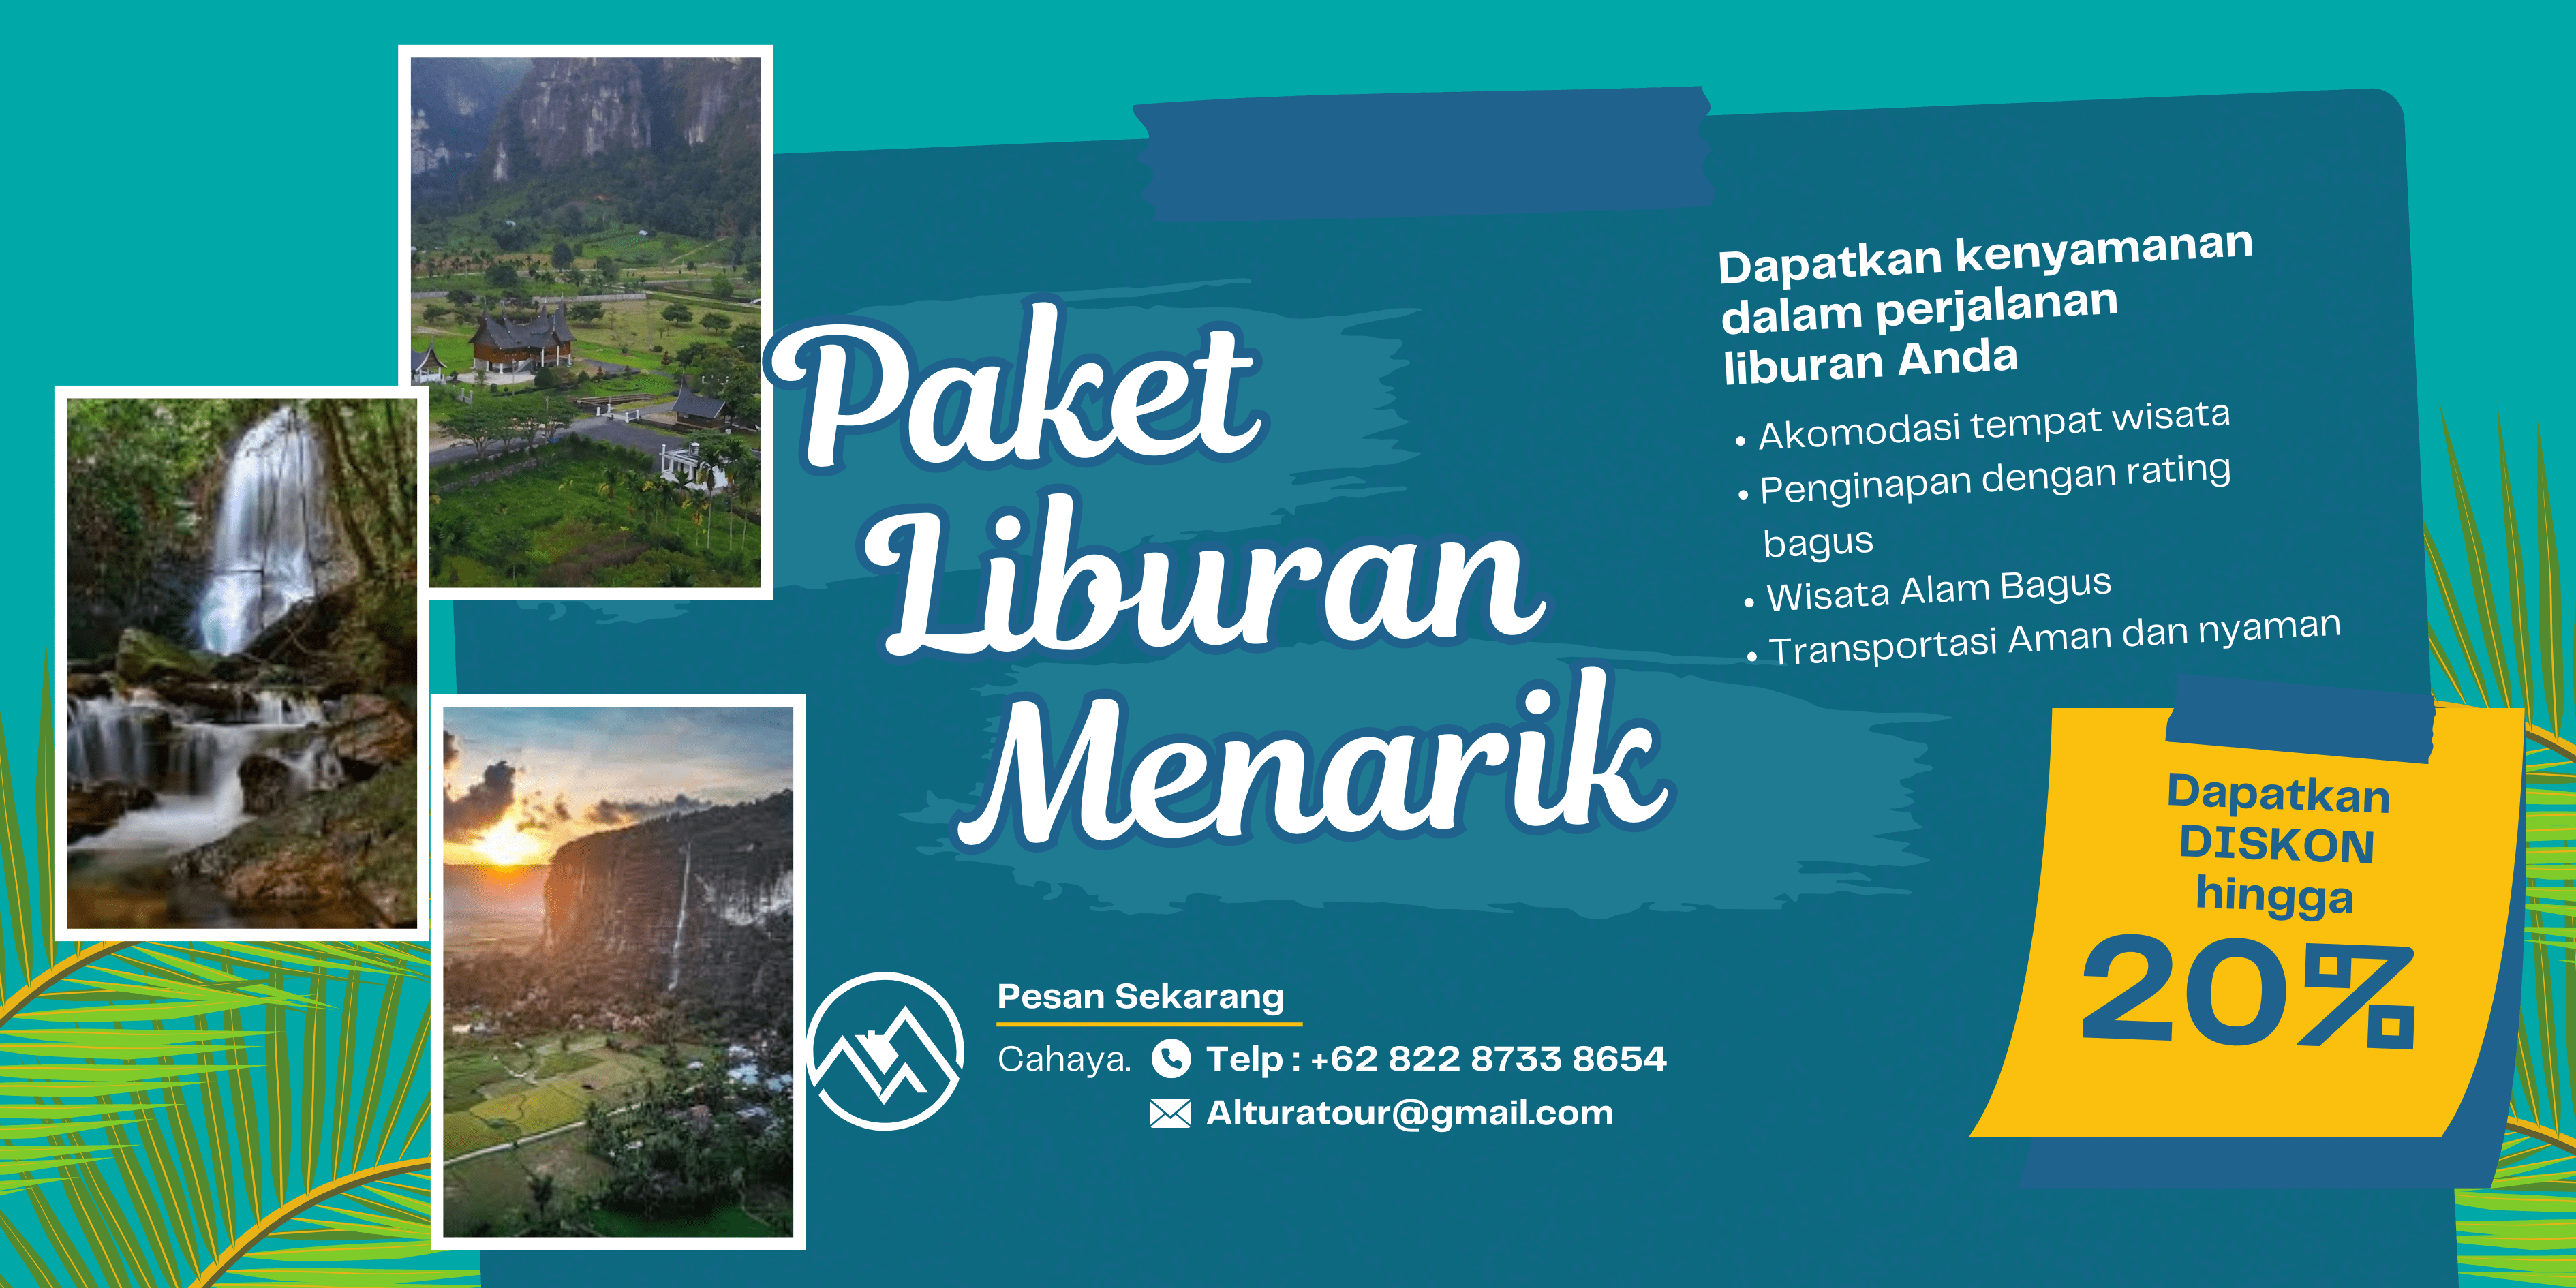 Paket
Liburan
Menarik
Dapatkan kenyamanan
dalam perjalanan
liburan Anda
• Akomodasi tempat wisata
• Penginapan dengan rating
bagus
• Wisata Alam Bagus
• Transportasi Aman dan nyaman
Dapatkan
DISKON
hingga
20%
Pesan Sekarang
Cahaya. Telp : +62 822 8733 8654
Alturatour@gmail.com